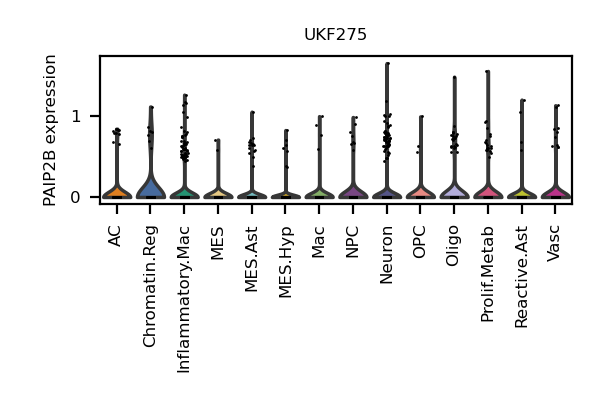 UKF275
PAIP2B expression
1
0
AC
Chromatin.Reg
Inflammatory.Mac
MES
MES.Ast
MES.Hyp
Mac
NPC
Neuron
OPC
Oligo
Prolif.Metab
Reactive.Ast
Vasc